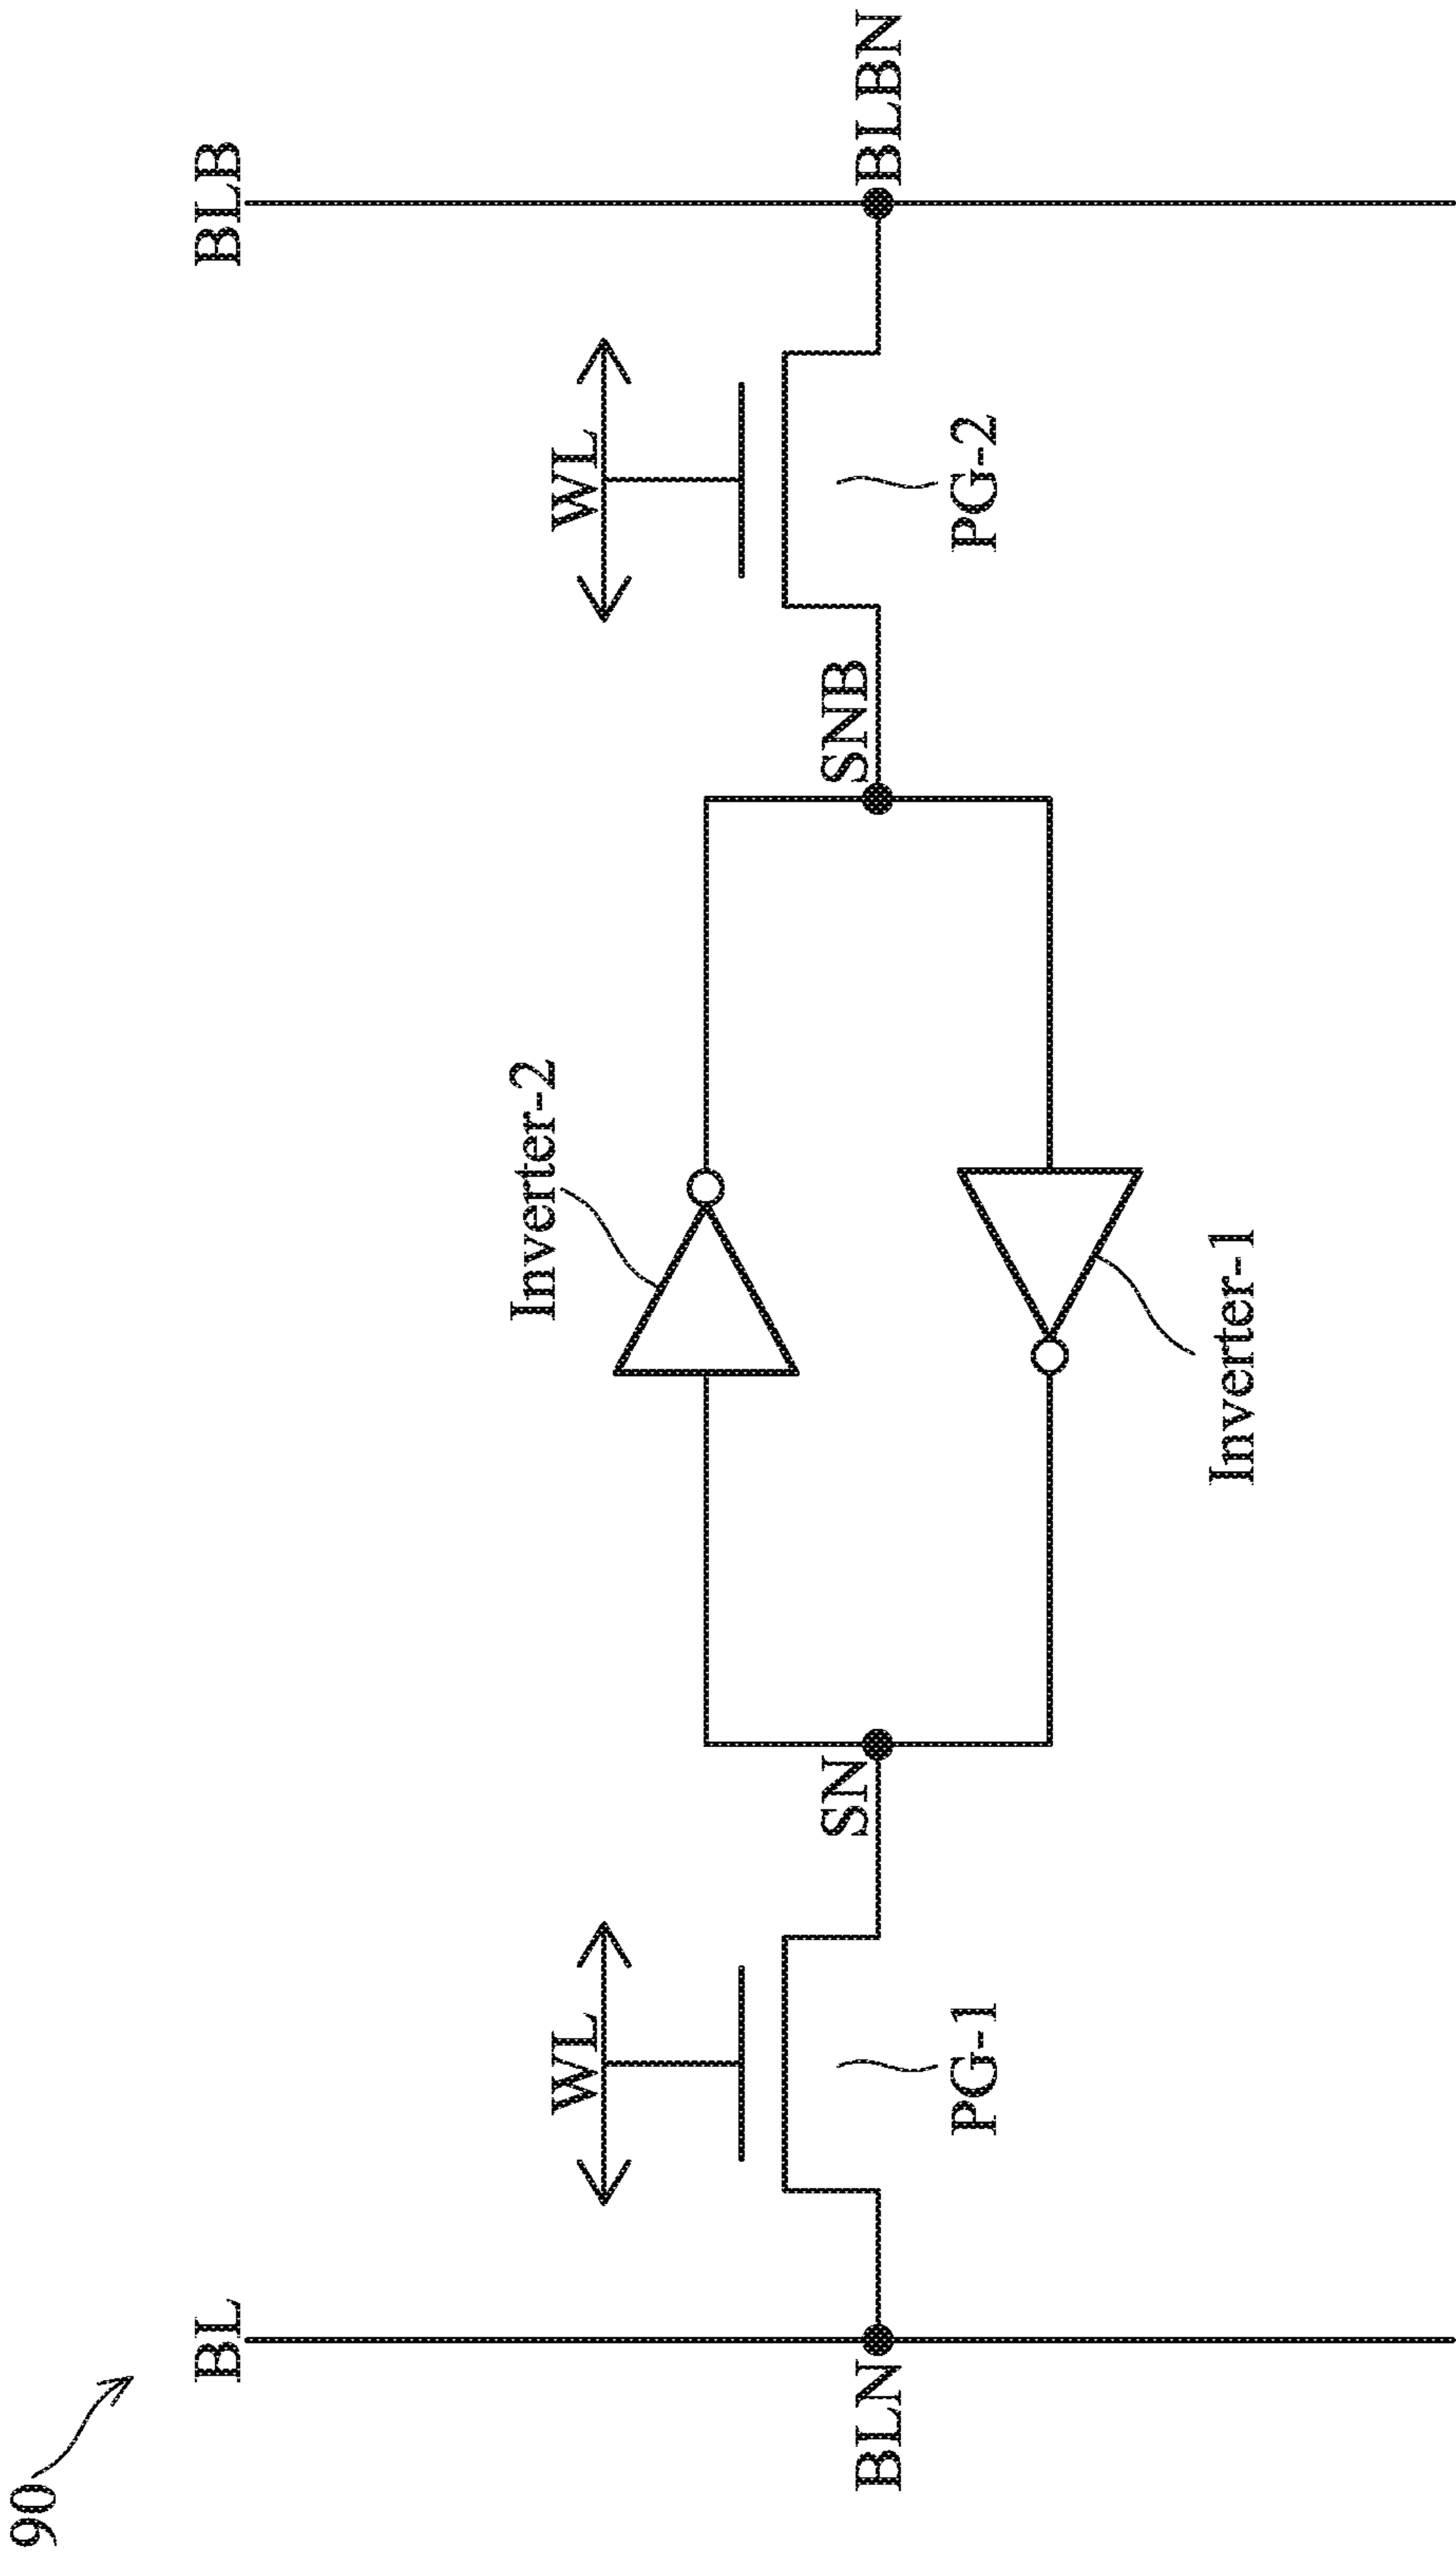 90
BL
BLB
Inverter-2
WL
WL
SN
SNB
BLN
BLBN
PG-1
PG-2
Inverter-1